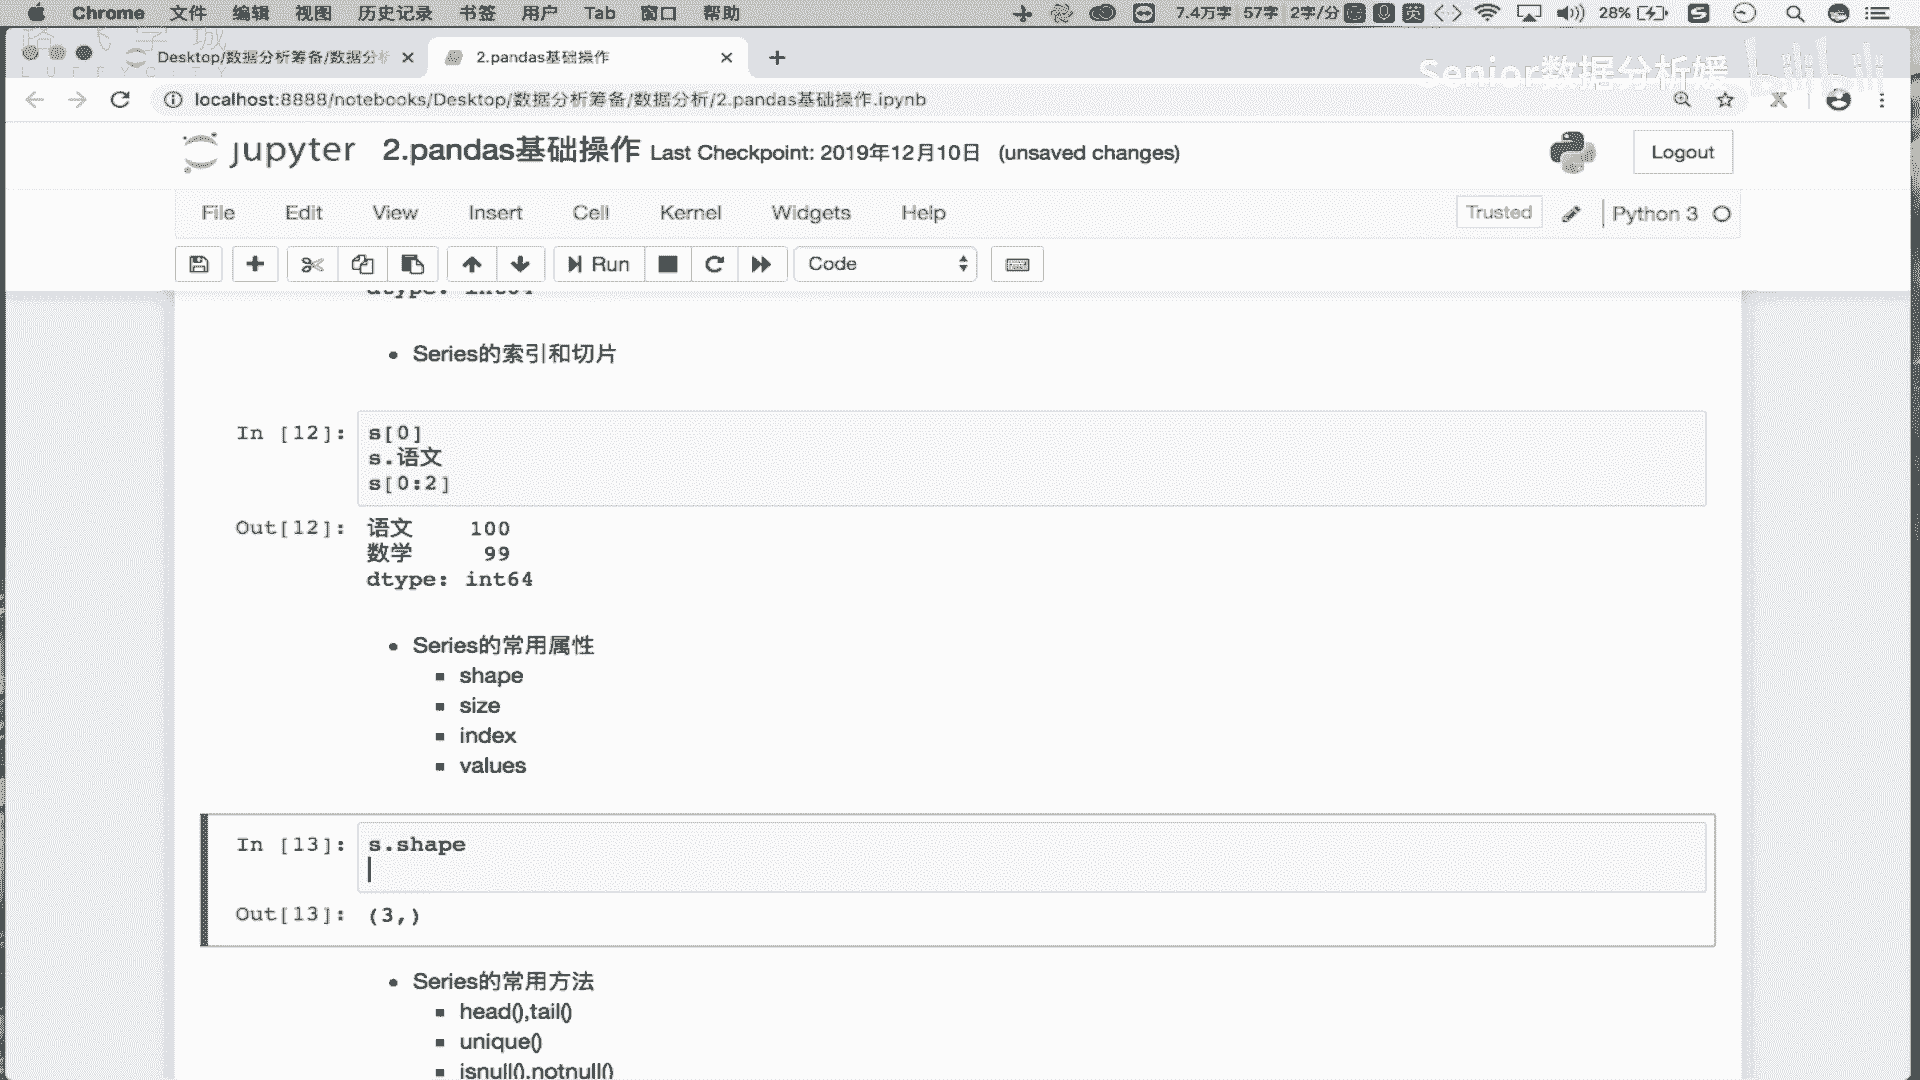 Chrome 文件 编辑 视图 历史记录 书签 用户 Tab 窗口 帮助 7.4万字 57字 2字/分 英 28%
Desktop/数据分析筹备/数据分析
2.pandas基础操作
Senior数据分析媛 bilibili
localhost:8888/notebooks/Desktop/数据分析筹备/数据分析/2.pandas基础操作.ipynb
jupyter 2.pandas基础操作 Last Checkpoint: 2019年12月10日 (unsaved changes)
Logout
File Edit View Insert Cell Kernel Widgets Help
Trusted Python 3
Run Code
dtype: int64
• Series的索引和切片
In [12]: s[0]
s.语文
s[0:2]
Out[12]: 语文 100
数学 99
dtype: int64
• Series的常用属性
▪ shape
▪ size
▪ index
▪ values
In [13]: s.shape
Out[13]: (3,)
• Series的常用方法
▪ head(),tail()
▪ unique()
▪ isnull(),notnull()